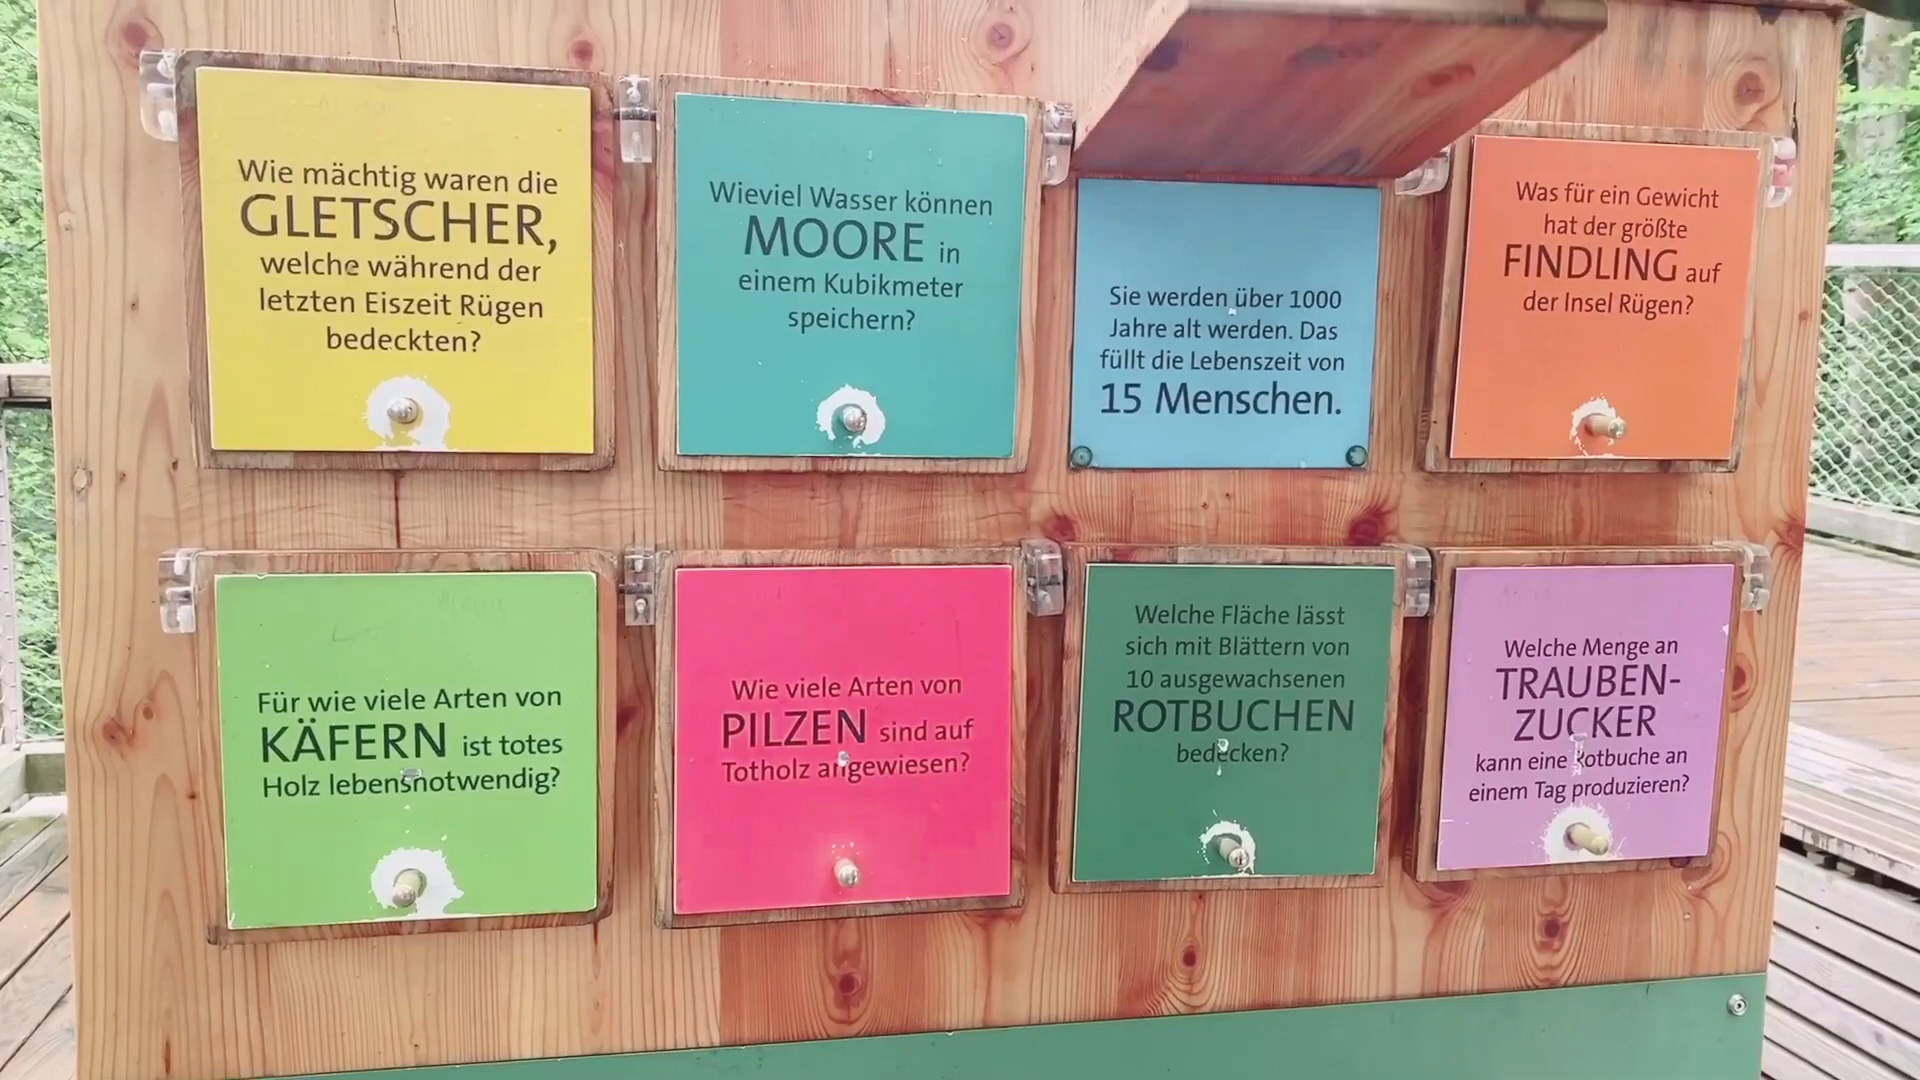 Wie mächtig waren die
GLETSCHER,
welche während der
letzten Eiszeit Rügen
bedeckten?
Wieviel Wasser können
MOORE in
einem Kubikmeter
speichern?
Sie werden über 1000
Jahre alt werden. Das
füllt die Lebenszeit von
15 Menschen.
Was für ein Gewicht
hat der größte
FINDLING auf
der Insel Rügen?
Für wie viele Arten von
KÄFERN ist totes
Holz lebensnotwendig?
Wie viele Arten von
PILZEN sind auf
Totholz angewiesen?
Welche Fläche lässt
sich mit Blättern von
10 ausgewachsenen
ROTBUCHEN
bedecken?
Welche Menge an
TRAUBEN-
ZUCKER
kann eine Rotbuche an
einem Tag produzieren?